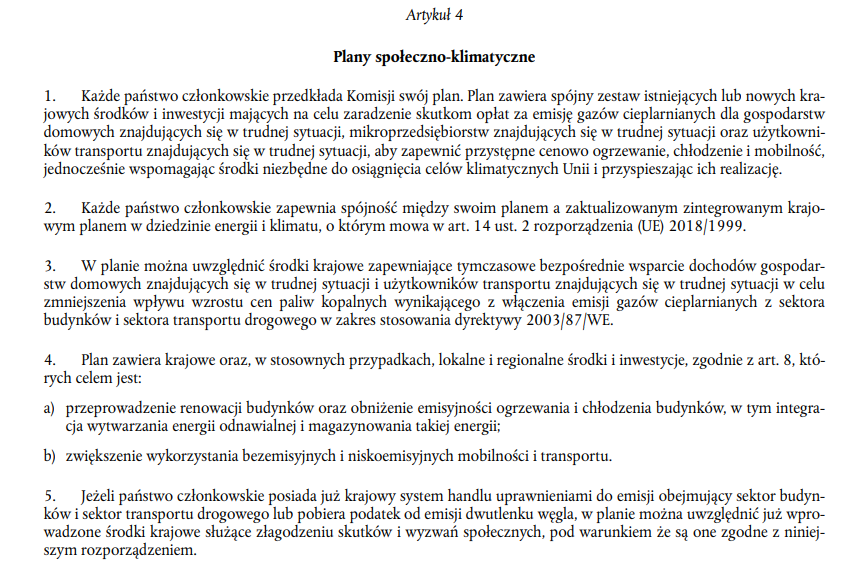 Artykuł 4
Plany społeczno-klimatyczne
1. Każde państwo członkowskie przedkłada Komisji swój plan. Plan zawiera spójny zestaw istniejących lub nowych kra-
jowych środków i inwestycji mających na celu zaradzenie skutkom opłat za emisję gazów cieplarnianych dla gospodarstw
domowych znajdujących się w trudnej sytuacji, mikroprzedsiębiorstw znajdujących się w trudnej sytuacji oraz użytkowni-
ków transportu znajdujących się w trudnej sytuacji, aby zapewnić przystępne cenowo ogrzewanie, chłodzenie i mobilność,
jednocześnie wspomagając środki niezbędne do osiągnięcia celów klimatycznych Unii i przyspieszając ich realizację.
2. Każde państwo członkowskie zapewnia spójność między swoim planem a zaktualizowanym zintegrowanym krajo-
wym planem w dziedzinie energii i klimatu, o którym mowa w art. 14 ust. 2 rozporządzenia (UE) 2018/1999.
3. W planie można uwzględnić środki krajowe zapewniające tymczasowe bezpośrednie wsparcie dochodów gospodar-
stw domowych znajdujących się w trudnej sytuacji i użytkowników transportu znajdujących się w trudnej sytuacji w celu
zmniejszenia wpływu wzrostu cen paliw kopalnych wynikającego z włączenia emisji gazów cieplarnianych z sektora
budynków i sektora transportu drogowego w zakres stosowania dyrektywy 2003/87/WE.
4. Plan zawiera krajowe oraz, w stosownych przypadkach, lokalne i regionalne środki i inwestycje, zgodnie z art. 8, któ-
rych celem jest:
a) przeprowadzenie renowacji budynków oraz obniżenie emisyjności ogrzewania i chłodzenia budynków, w tym integra-
cja wytwarzania energii odnawialnej i magazynowania takiej energii;
b) zwiększenie wykorzystania bezemisyjnych i niskoemisyjnych mobilności i transportu.
5. Jeżeli państwo członkowskie posiada już krajowy system handlu uprawnieniami do emisji obejmujący sektor budyn-
ków i sektor transportu drogowego lub pobiera podatek od emisji dwutlenku węgla, w planie można uwzględnić już wpro-
wadzone środki krajowe służące złagodzeniu skutków i wyzwań społecznych, pod warunkiem że są one zgodne z niniej-
szym rozporządzeniem.